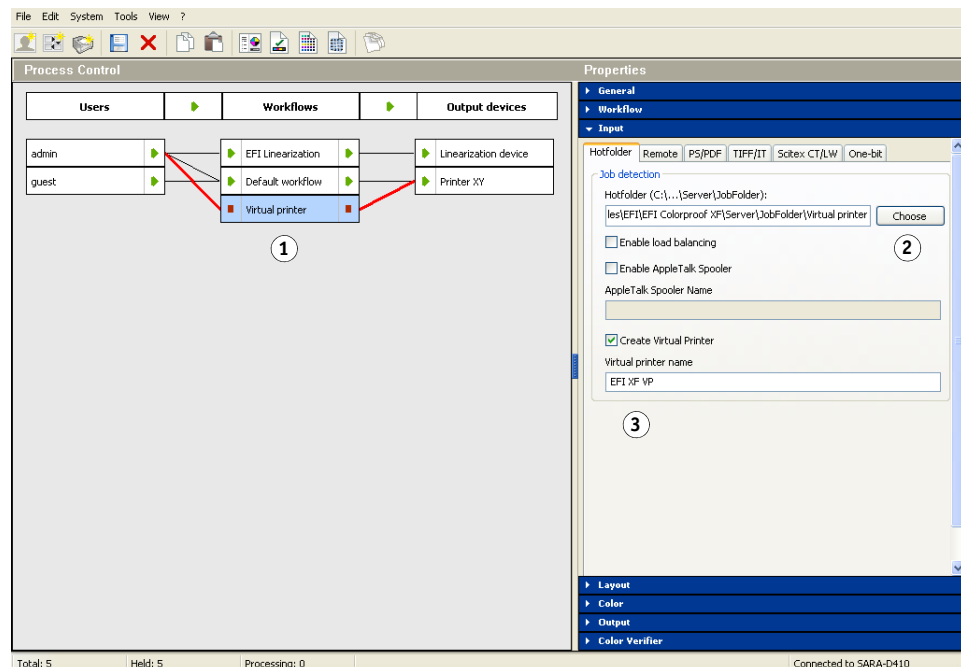 File Edit System Tools View ?
Process Control
Users
Workflows
Output devices
admin
EFI Linearization
Linearization device
guest
Default workflow
Printer XY
Virtual printer
1
Properties
General
Workflow
Input
Hotfolder Remote PS/PDF TIFF/IT Scitex CT/LW One-bit
Job detection
Hotfolder (C:\...\Server\JobFolder):
les\EFI\EFI Colorproof XF\Server\JobFolder\Virtual printer
Choose
2
Enable load balancing
Enable AppleTalk Spooler
AppleTalk Spooler Name
Create Virtual Printer
Virtual printer name
EFI XF VP
3
Layout
Color
Output
Color Verifier
Total: 5 Held: 5 Processing: 0 Connected to SARA-D410